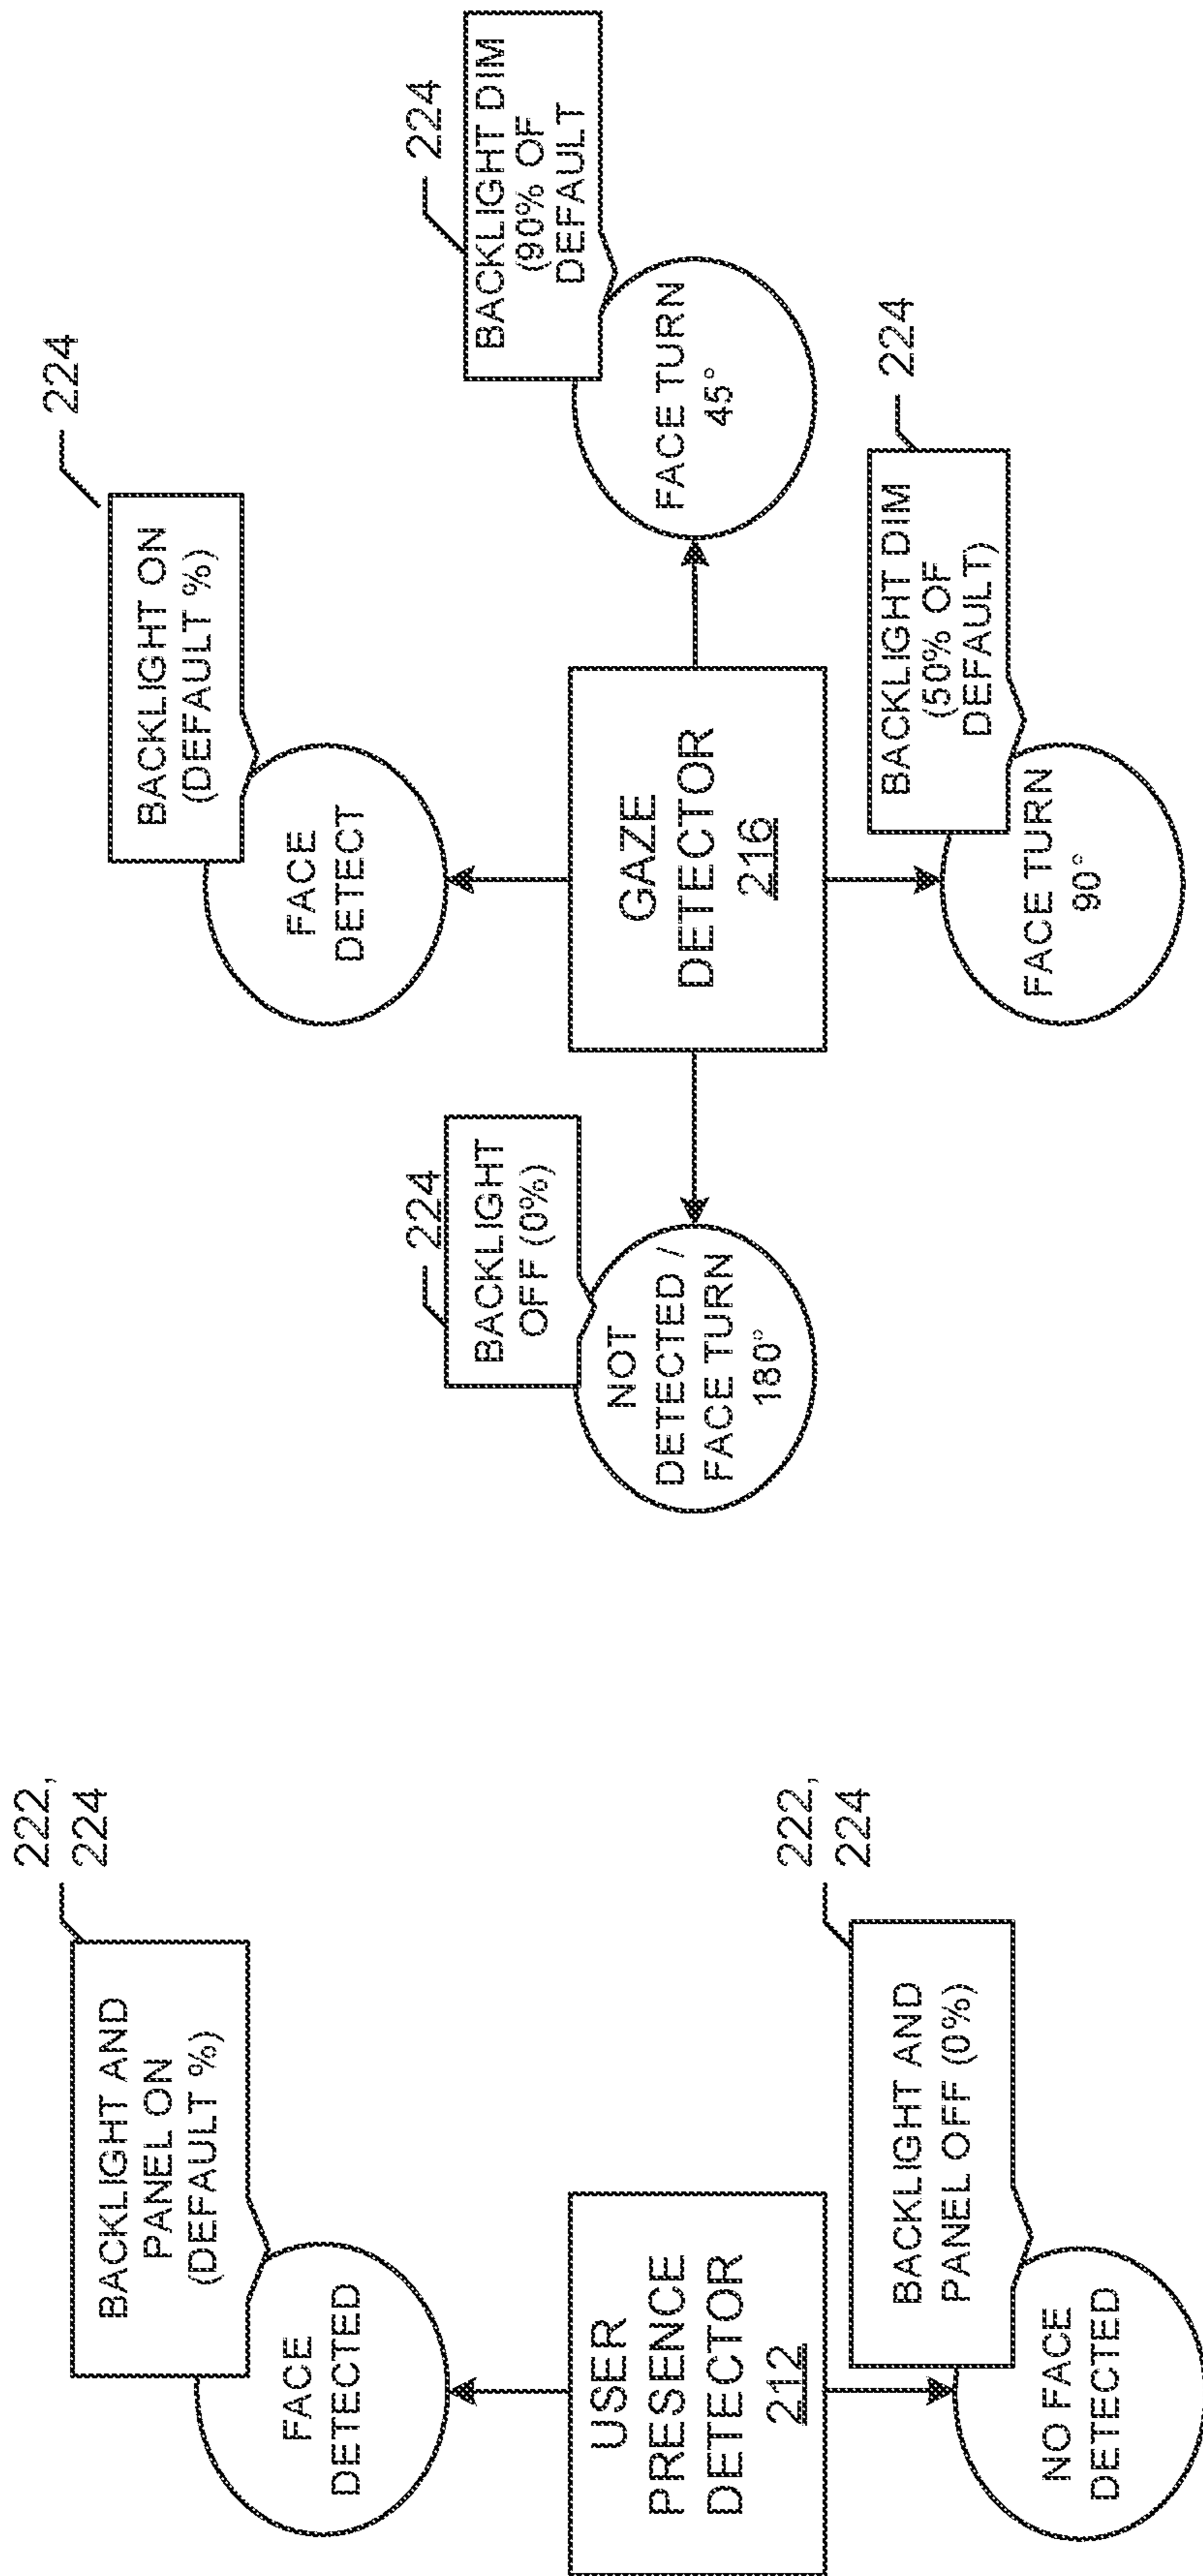 222,
224
BACKLIGHT AND
PANEL ON
(DEFAULT %)
FACE
DETECTED
USER
PRESENCE
DETECTOR
212
222,
224
BACKLIGHT AND
PANEL OFF (0%)
NO FACE
DETECTED
224
BACKLIGHT ON
(DEFAULT %)
FACE
DETECT
224
BACKLIGHT
OFF (0%)
NOT
DETECTED /
FACE TURN
180°
GAZE
DETECTOR
216
224
BACKLIGHT DIM
(90% OF
DEFAULT
FACE TURN
45°
224
BACKLIGHT DIM
(50% OF
DEFAULT)
FACE TURN
90°